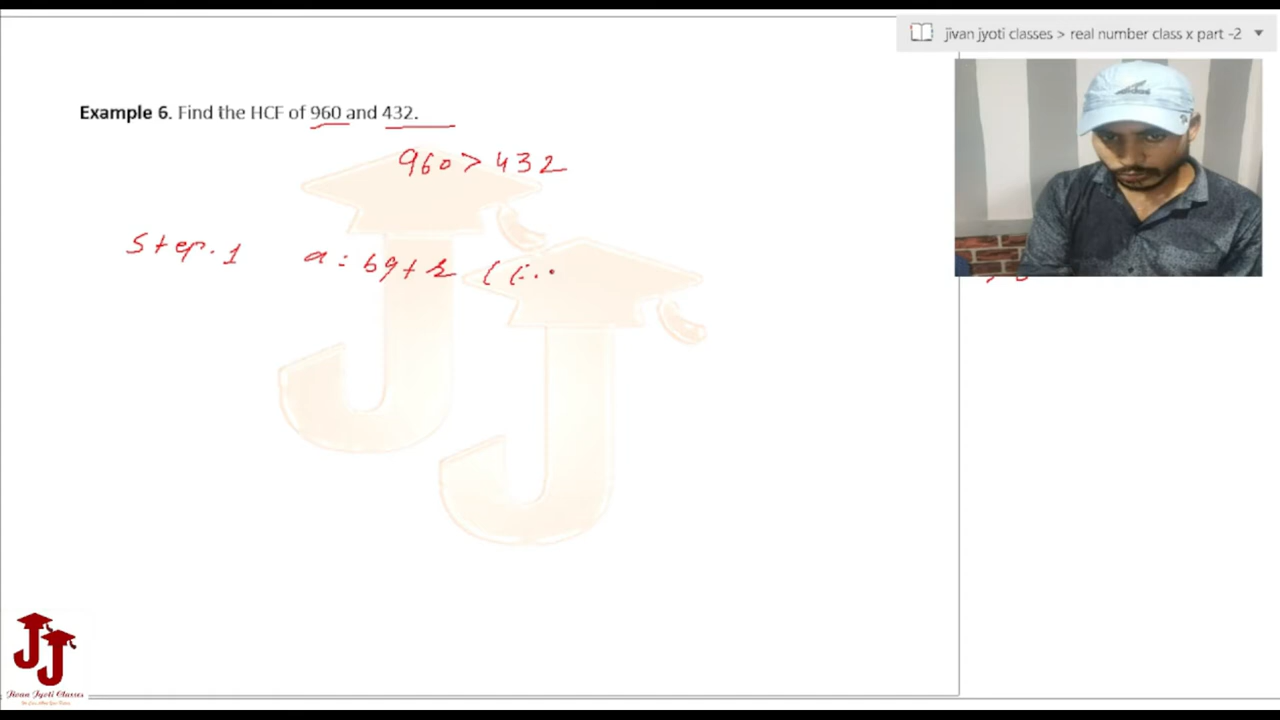 jivan jyoti classes > real number class x part -2
Example 6. Find the HCF of 960 and 432.
960 > 432
Step. 1 a = bq + r
JJ
Jivan Jyoti Classes